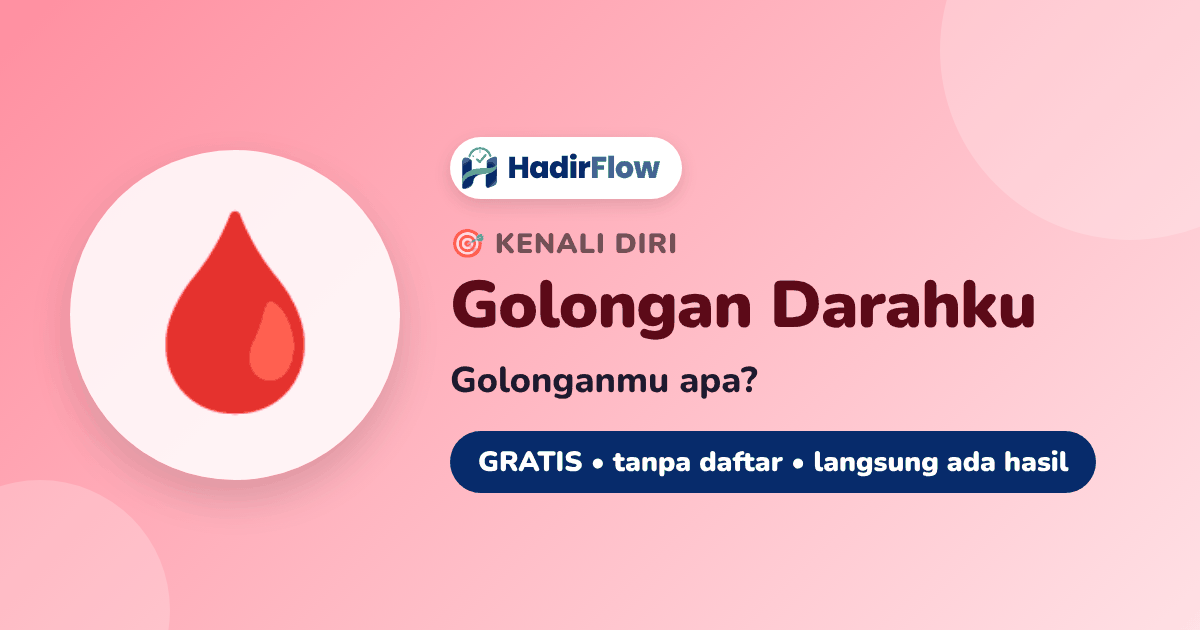 HadirFlow
🎯 KENALI DIRI
Golongan Darahku
Golonganmu apa?
GRATIS • tanpa daftar • langsung ada hasil